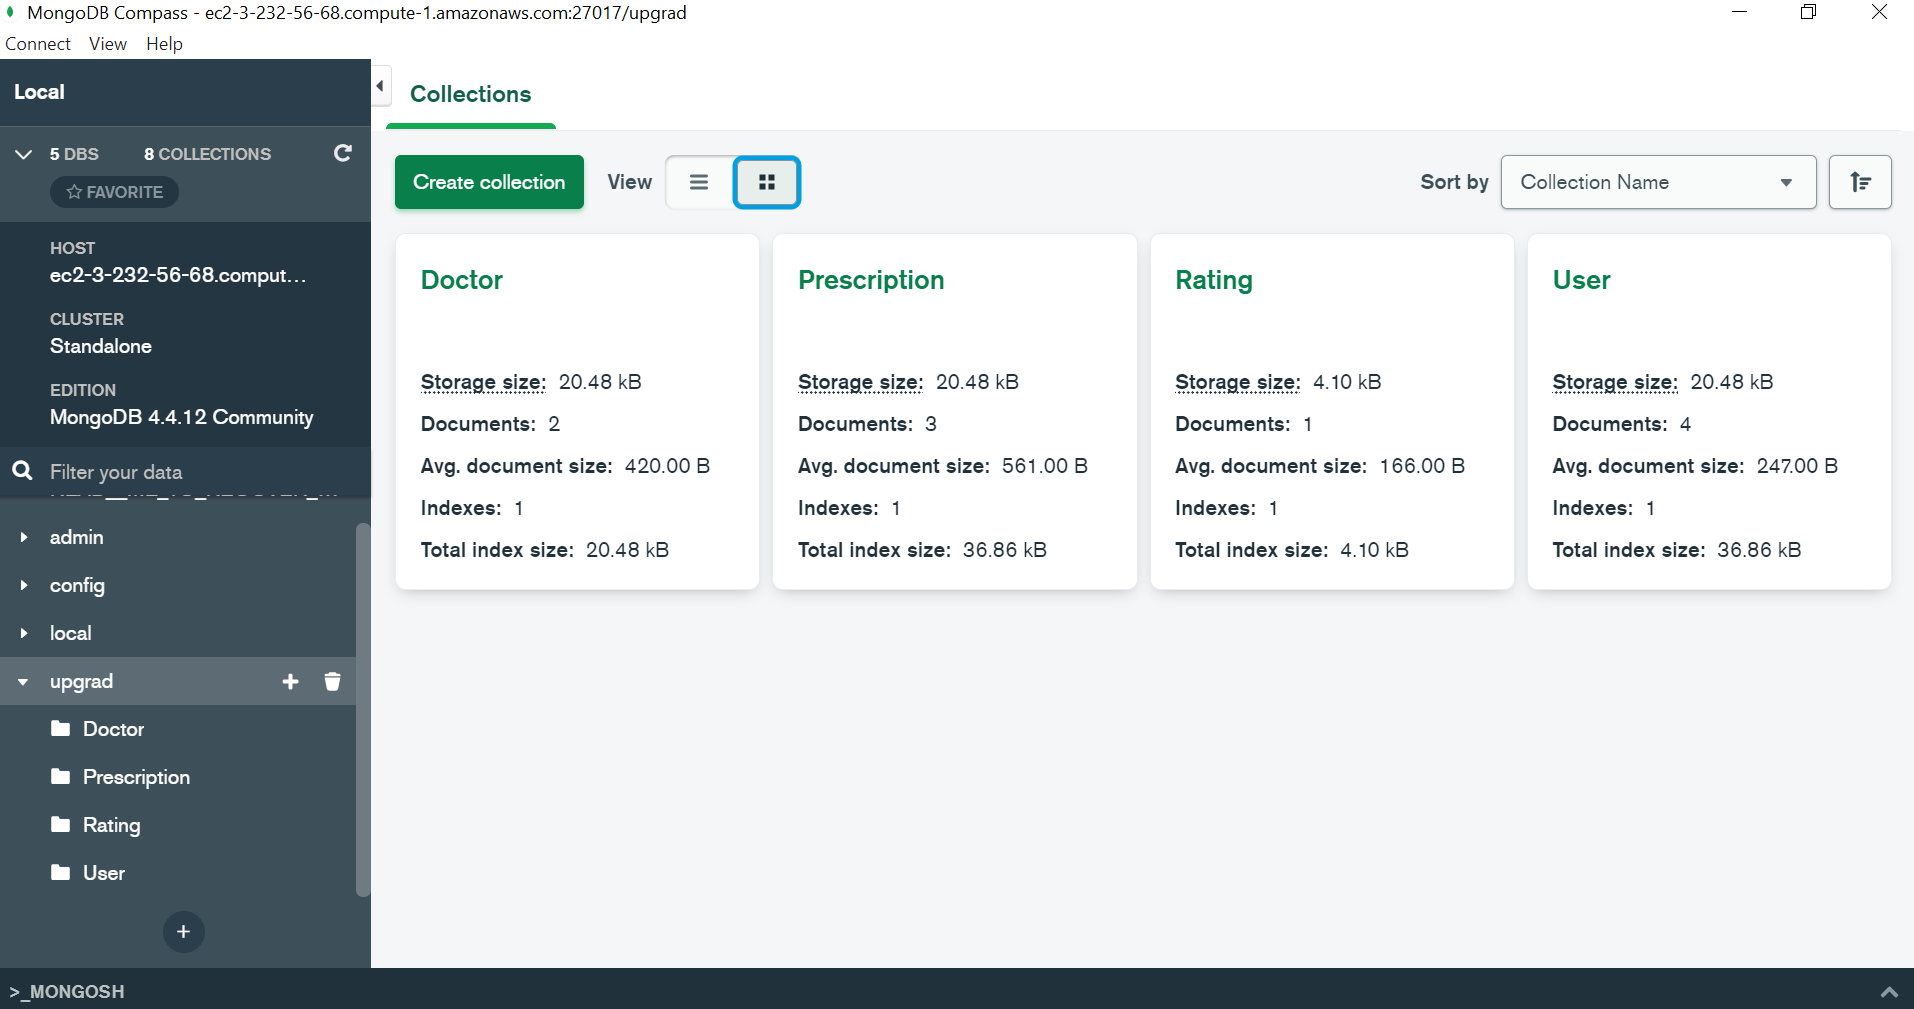 MongoDB Compass - ec2-3-232-56-68.compute-1.amazonaws.com:27017/upgrad
Connect View Help
Local
5 DBS 8 COLLECTIONS
FAVORITE
HOST
ec2-3-232-56-68.comput...
CLUSTER
Standalone
EDITION
MongoDB 4.4.12 Community
Filter your data
admin
config
local
upgrad
Doctor
Prescription
Rating
User
+
Collections
Create collection View Sort by Collection Name
Doctor
Storage size: 20.48 kB
Documents: 2
Avg. document size: 420.00 B
Indexes: 1
Total index size: 20.48 kB
Prescription
Storage size: 20.48 kB
Documents: 3
Avg. document size: 561.00 B
Indexes: 1
Total index size: 36.86 kB
Rating
Storage size: 4.10 kB
Documents: 1
Avg. document size: 166.00 B
Indexes: 1
Total index size: 4.10 kB
User
Storage size: 20.48 kB
Documents: 4
Avg. document size: 247.00 B
Indexes: 1
Total index size: 36.86 kB
>_MONGOSH